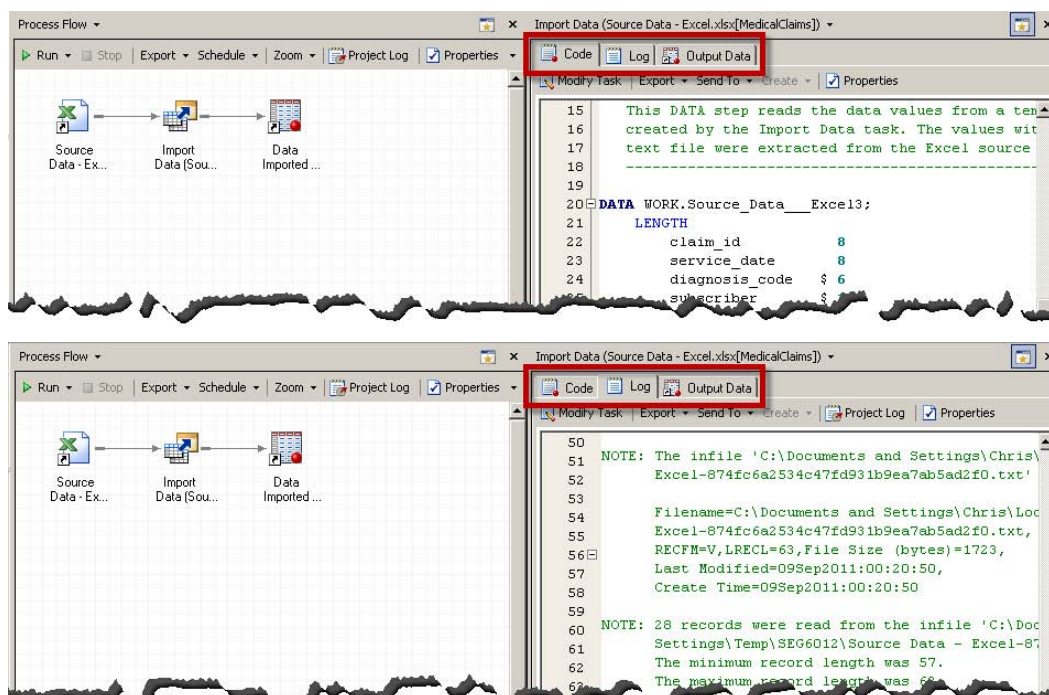 Process Flow
Run Stop Export Schedule Zoom Project Log Properties
Source
Data - Ex...
Import
Data (Sou...
Data
Imported ...
Import Data (Source Data - Excel.xlsx[MedicalClaims])
Code Log Output Data
Modify Task Export Send To Create Properties
15 This DATA step reads the data values from a tem
16 created by the Import Data task. The values wit
17 text file were extracted from the Excel source
18 ----------------------------------------------------
19
20 DATA WORK.Source_Data___Excel3;
21 LENGTH
22 claim_id 8
23 service_date 8
24 diagnosis_code $ 6
subscriber $
Process Flow
Run Stop Export Schedule Zoom Project Log Properties
Source
Data - Ex...
Import
Data (Sou...
Data
Imported ...
Import Data (Source Data - Excel.xlsx[MedicalClaims])
Code Log Output Data
Modify Task Export Send To Create Project Log Properties
50
51 NOTE: The infile 'C:\Documents and Settings\Chris\
52 Excel-874fc6a2534c47fd931b9ea7ab5ad2f0.txt'
53
54 Filename=C:\Documents and Settings\Chris\Loc
55 Excel-874fc6a2534c47fd931b9ea7ab5ad2f0.txt,
56 RECFM=V,LRECL=63,File Size (bytes)=1723,
57 Last Modified=09Sep2011:00:20:50,
58 Create Time=09Sep2011:00:20:50
59
60 NOTE: 28 records were read from the infile 'C:\Doc
61 Settings\Temp\SEG6012\Source Data - Excel-87
62 The minimum record length was 57.
The maximum record length was